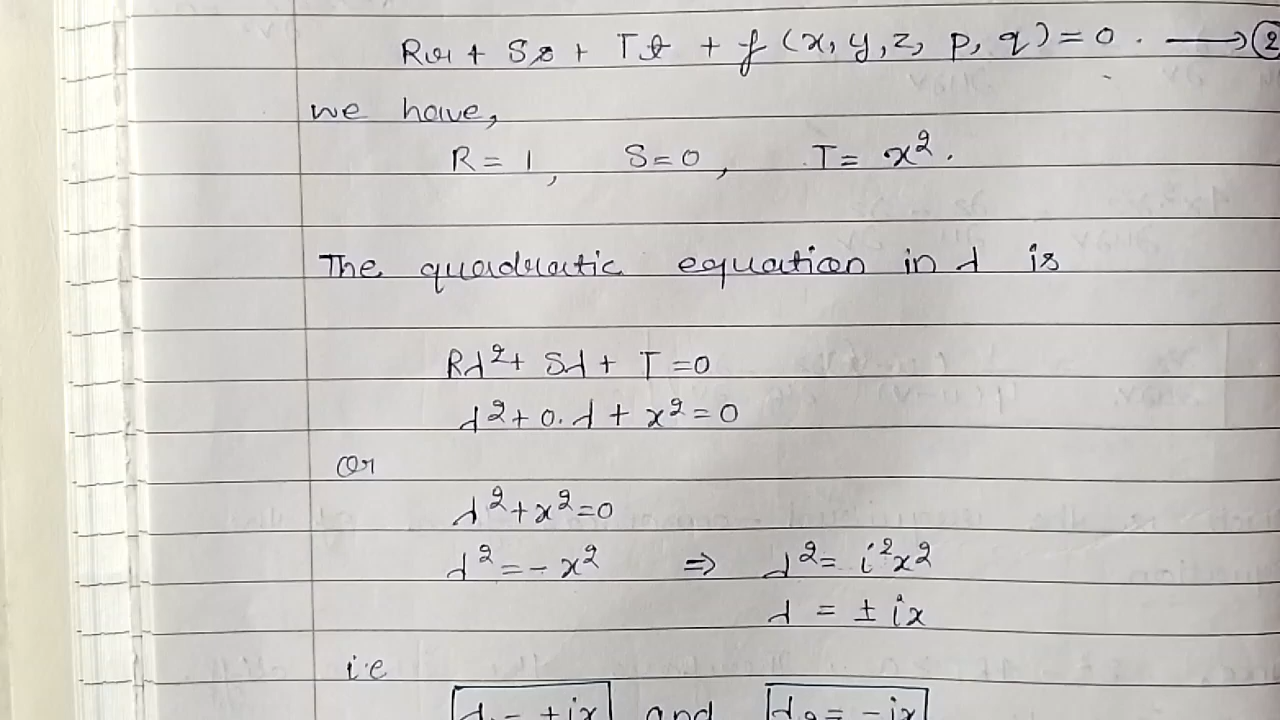 Rr + Ss + Tt + f (x, y, z, p, q) = 0. → ②
we have,
R = 1, S = 0, T = x².
The quadratic equation in λ is
Rλ² + Sλ + T = 0
λ² + 0.λ + x² = 0
or
λ² + x² = 0
λ² = - x² ⇒ λ² = i²x²
λ = ± ix
i.e
λ₁ = +ix and λ₂ = -ix